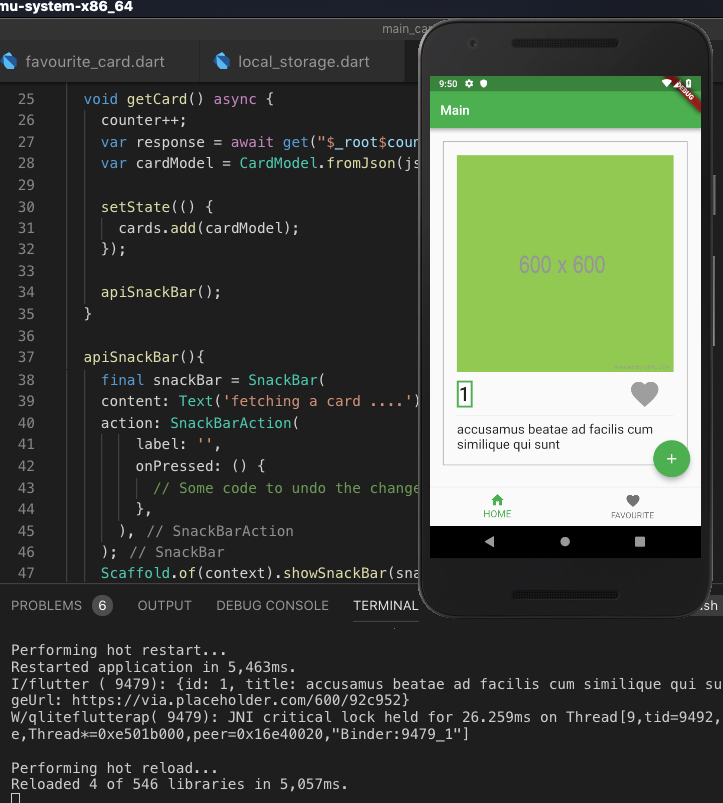 mu-system-x86_64
main_ca
favourite_card.dart
local_storage.dart
25 void getCard() async {
26 counter++;
27 var response = await get("$_root$coun
28 var cardModel = CardModel.fromJson(js
29
30 setState(() {
31 cards.add(cardModel);
32 });
33
34 apiSnackBar();
35 }
36
37 apiSnackBar(){
38 final snackBar = SnackBar(
39 content: Text('fetching a card ....')
40 action: SnackBarAction(
41 label: '',
42 onPressed: () {
43 // Some code to undo the change
44 },
45 ), // SnackBarAction
46 ); // SnackBar
47 Scaffold.of(context).showSnackBar(sna
9:50
DEBUG
Main
600 x 600
1
accusamus beatae ad facilis cum
similique qui sunt
+
HOME
FAVOURITE
PROBLEMS 6 OUTPUT DEBUG CONSOLE TERMINAL
sh
Performing hot restart...
Restarted application in 5,463ms.
I/flutter ( 9479): {id: 1, title: accusamus beatae ad facilis cum similique qui su
geUrl: https://via.placeholder.com/600/92c952}
W/qliteflutterap( 9479): JNI critical lock held for 26.259ms on Thread[9,tid=9492,
e,Thread*=0xe501b000,peer=0x16e40020,"Binder:9479_1"]
Performing hot reload...
Reloaded 4 of 546 libraries in 5,057ms.